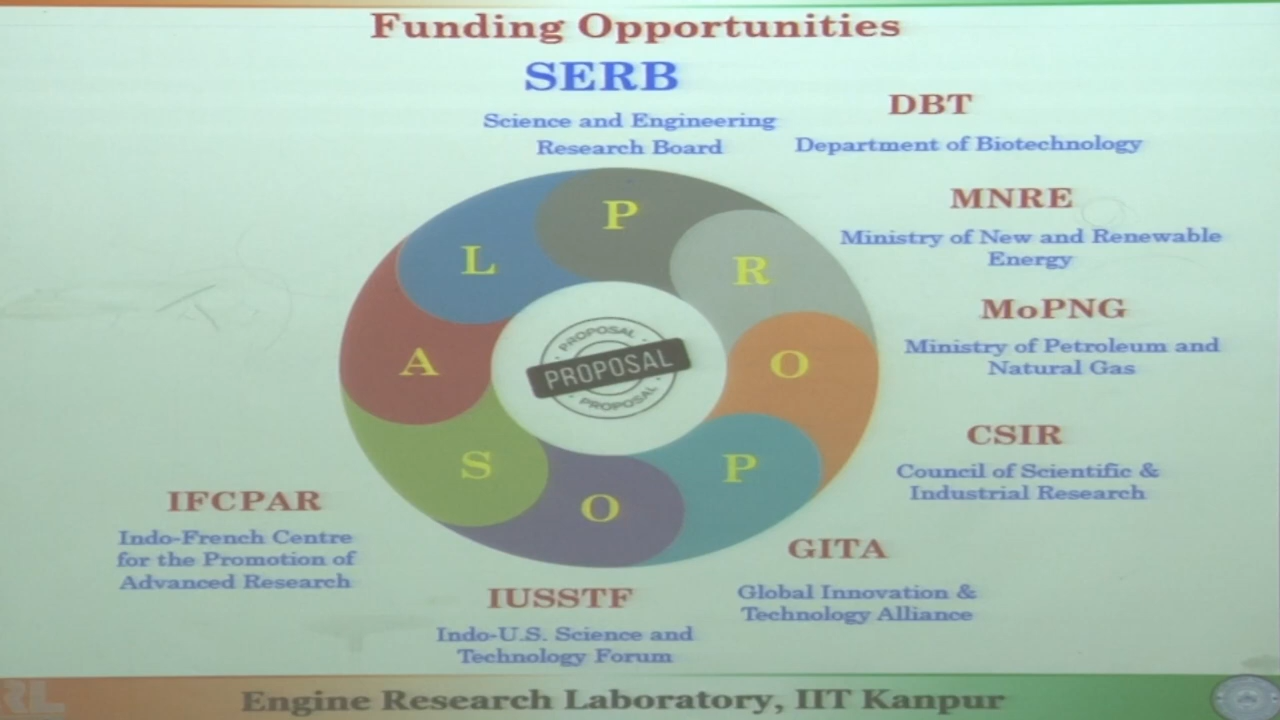 Funding Opportunities
SERB
Science and Engineering
Research Board
DBT
Department of Biotechnology
MNRE
Ministry of New and Renewable
Energy
MoPNG
Ministry of Petroleum and
Natural Gas
CSIR
Council of Scientific &
Industrial Research
GITA
Global Innovation &
Technology Alliance
IUSSTF
Indo-U.S. Science and
Technology Forum
IFCPAR
Indo-French Centre
for the Promotion of
Advanced Research
P
R
O
P
O
S
A
L
PROPOSAL
PROPOSAL
PROPOSAL
RL
Engine Research Laboratory, IIT Kanpur